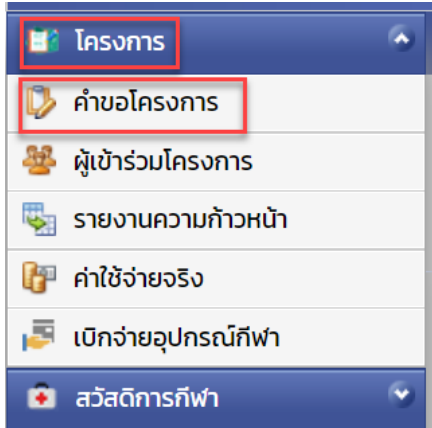 โครงการ
คำขอโครงการ
ผู้เข้าร่วมโครงการ
รายงานความก้าวหน้า
ค่าใช้จ่ายจริง
เบิกจ่ายอุปกรณ์กีฬา
สวัสดิการกีฬา